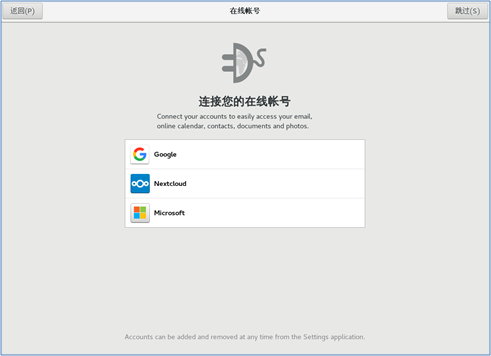 返回(P)
在线帐号
跳过(S)
连接您的在线帐号
Connect your accounts to easily access your email,
online calendar, contacts, documents and photos.
Google
Nextcloud
Microsoft
Accounts can be added and removed at any time from the Settings application.